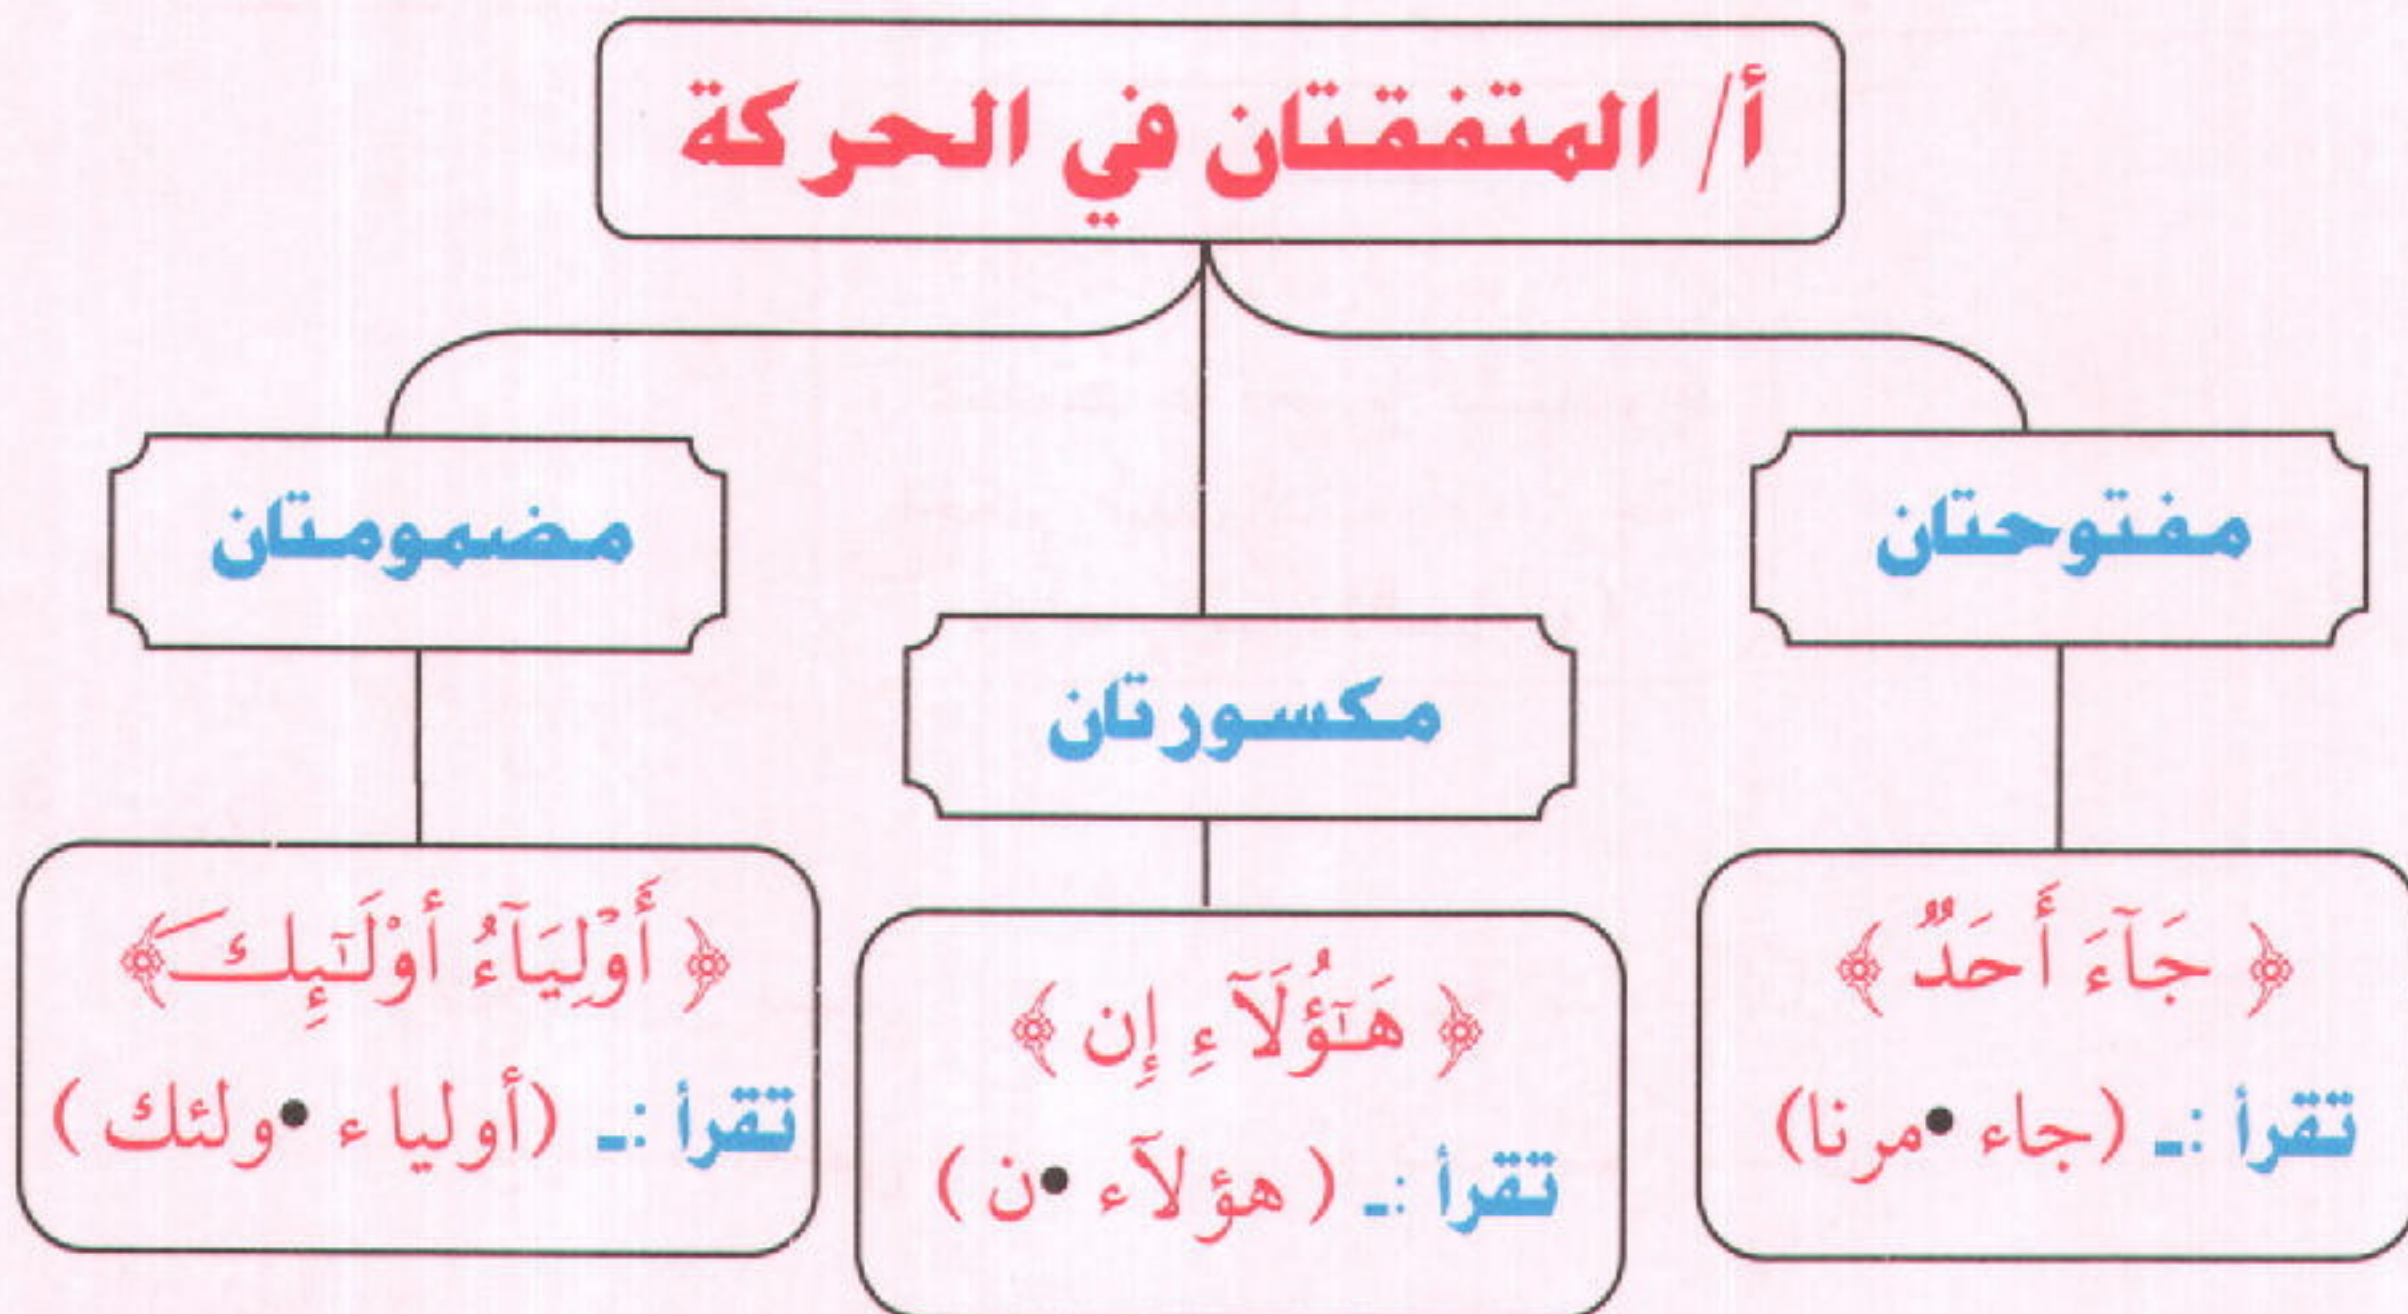 أ/ المتفقتان في الحركة
مفتوحتان
مكسورتان
مضمومتان
﴿ جَآءَ أَحَدٌ ﴾
تقرأ :ـ (جاء •مرنا)
﴿ هَـٰٓؤُلَآءِ إِن ﴾
تقرأ :ـ ( هؤلآء •ن )
﴿ أَوْلِيَآءُ أُوْلَـٰٓئِكَ ﴾
تقرأ :ـ (أولياء •ولئك )